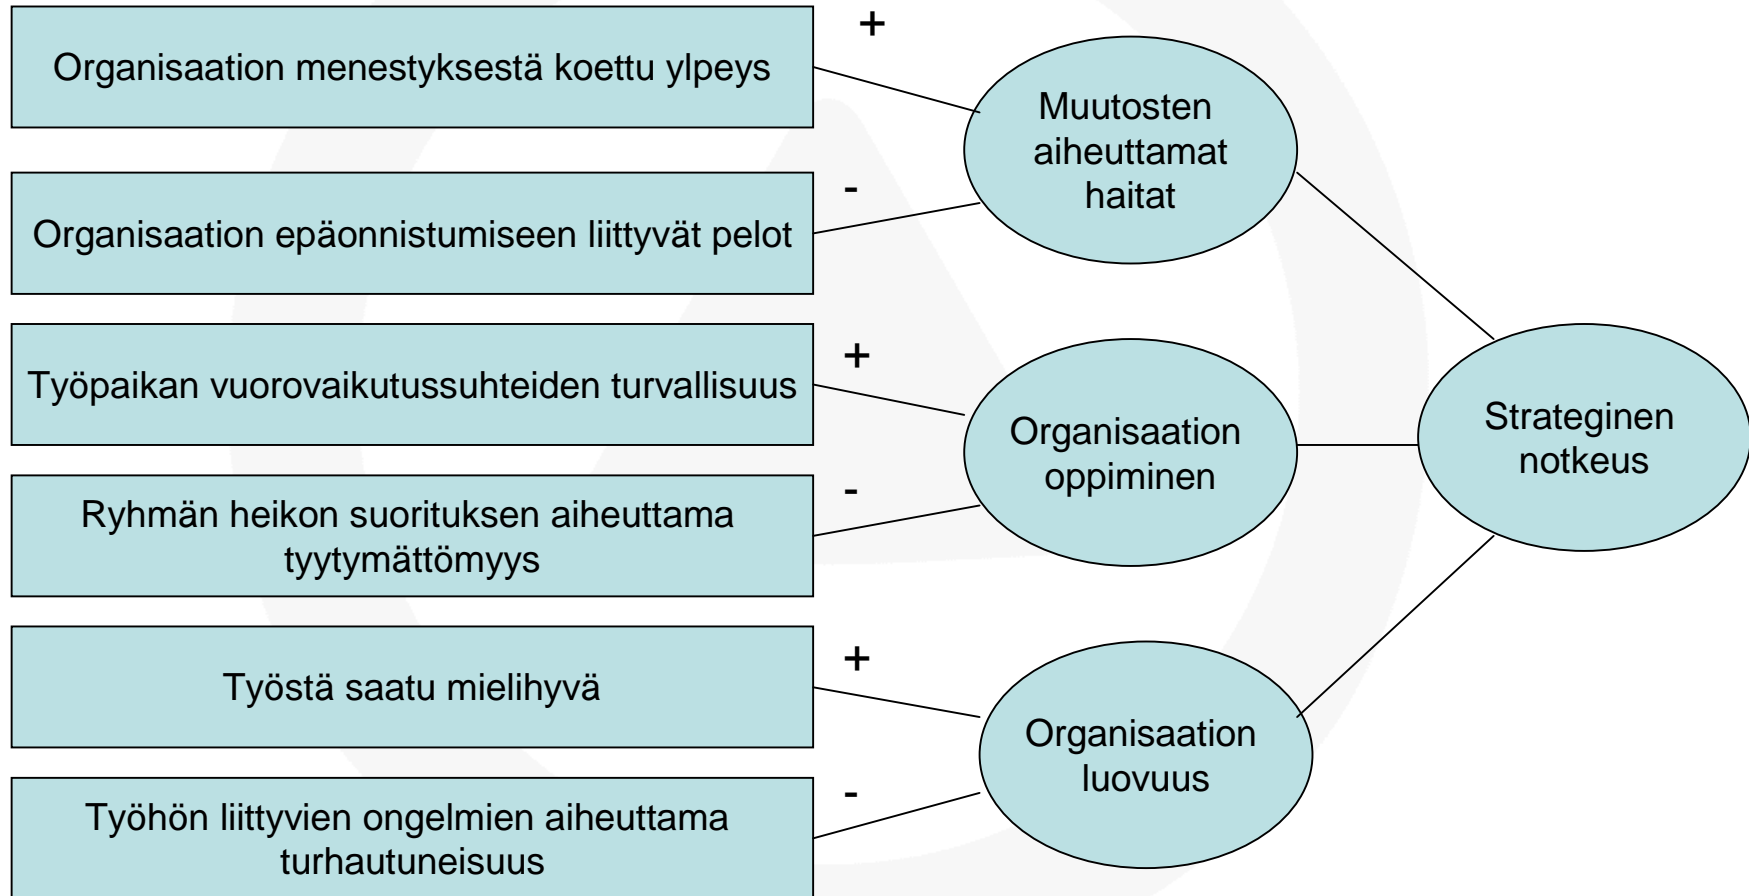 Organisaation menestyksestä koettu ylpeys
+
Muutosten
aiheuttamat
haitat
Organisaation epäonnistumiseen liittyvät pelot
-
Työpaikan vuorovaikutussuhteiden turvallisuus
+
Organisaation
oppiminen
Ryhmän heikon suorituksen aiheuttama
tyytymättömyys
-
Strateginen
notkeus
Työstä saatu mielihyvä
+
Organisaation
luovuus
Työhön liittyvien ongelmien aiheuttama
turhautuneisuus
-